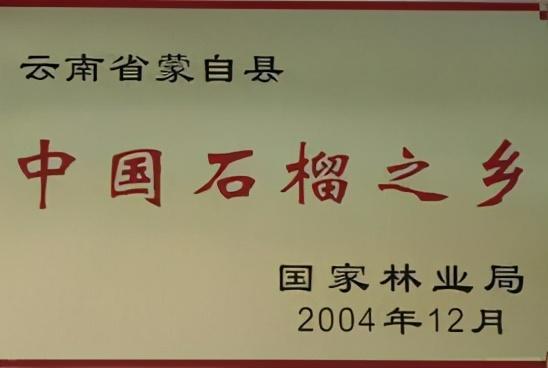 云南省蒙自县
中国石榴之乡
国家林业局
2004年12月